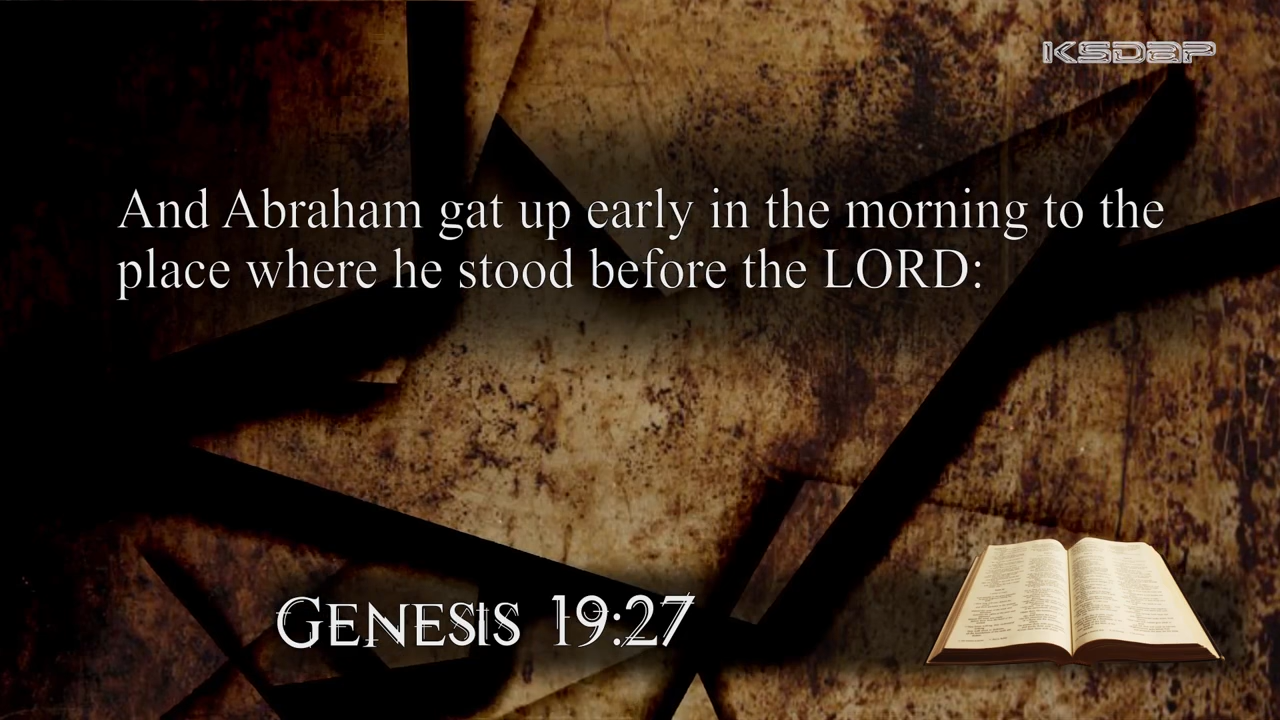 KSDBP
And Abraham gat up early in the morning to the
place where he stood before the LORD:
Genesis 19:27